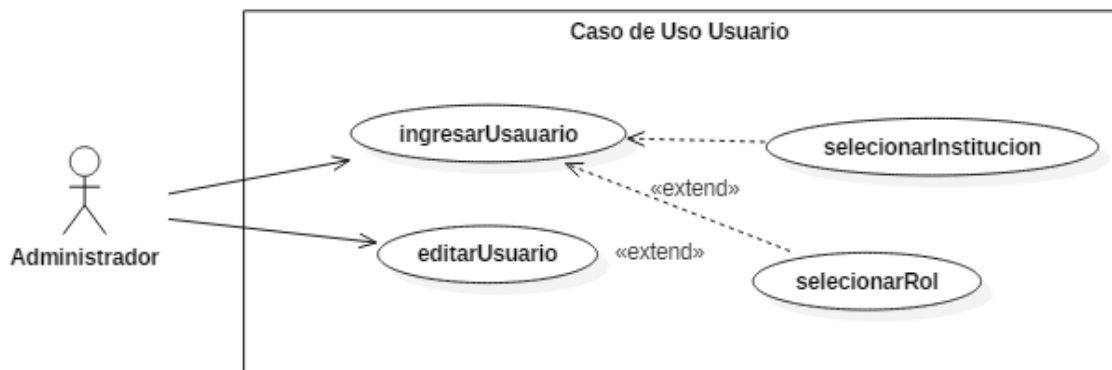 Caso de Uso Usuario
ingresarUsauario
selecionarInstitucion
«extend»
Administrador
editarUsuario
«extend»
selecionarRol